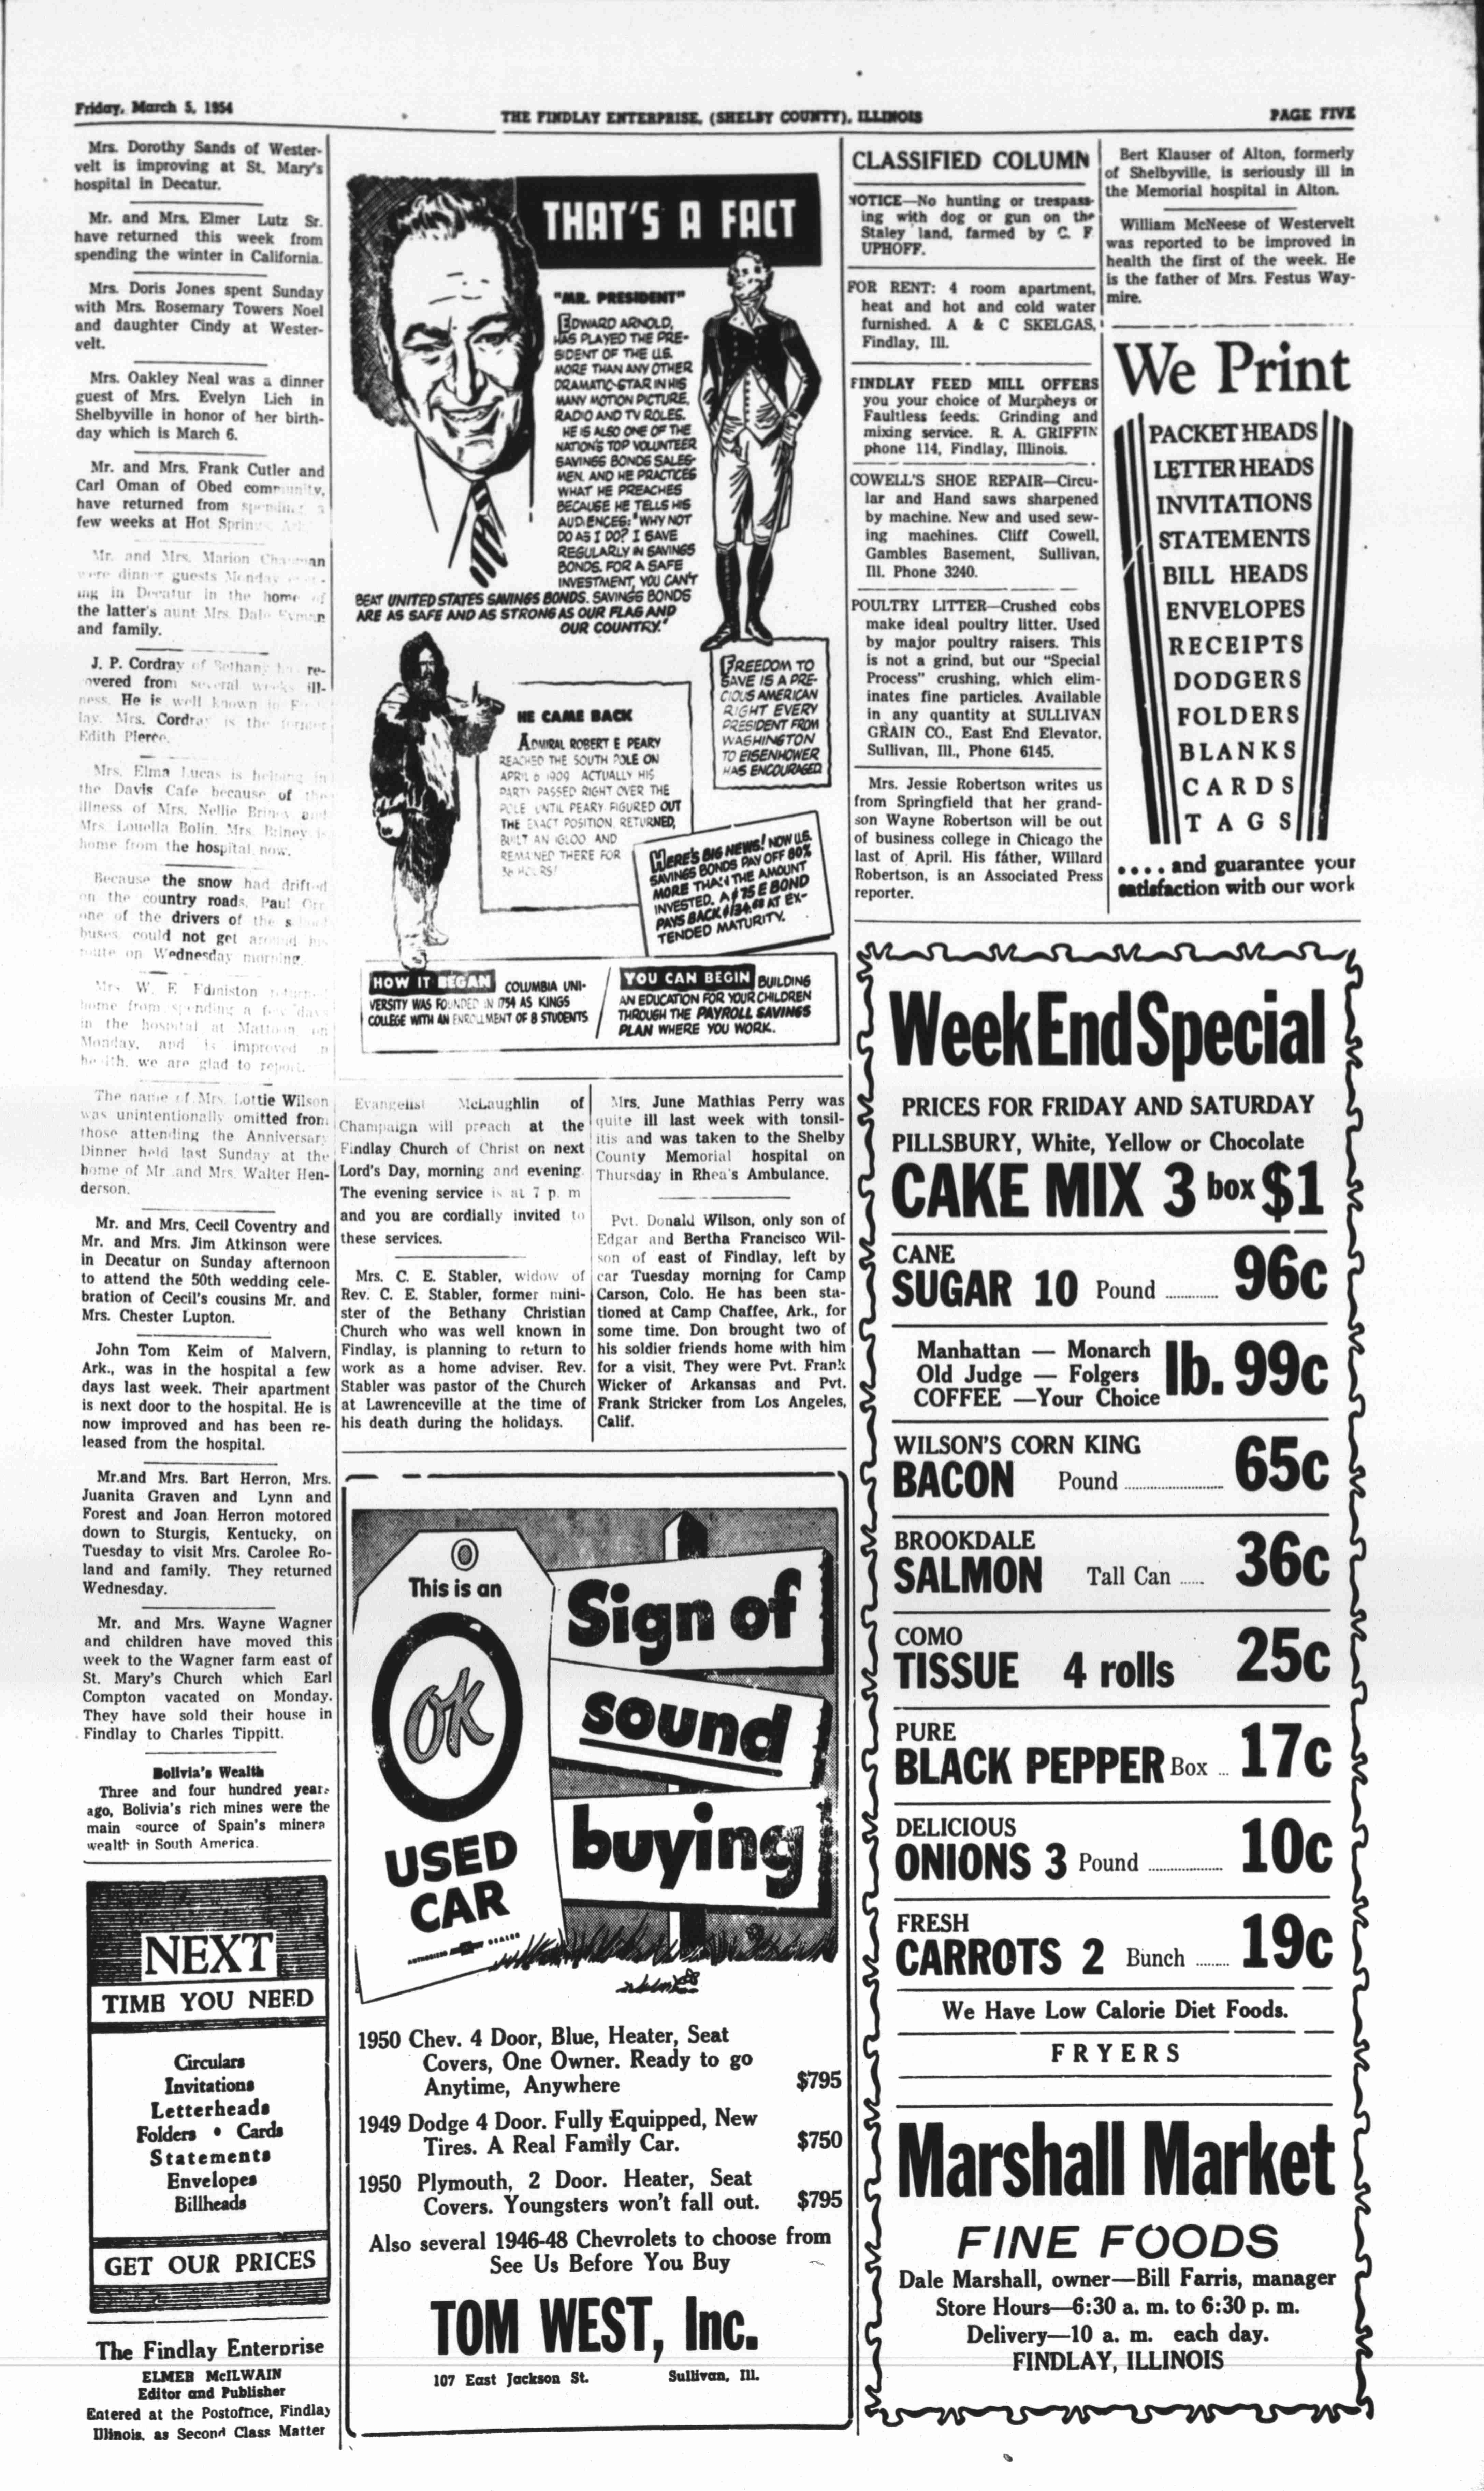 Friday, March 5, 1954
THE FINDLAY ENTERPRISE, (SHELBY COUNTY), ILLINOIS
PAGE FIVE
Mrs. Dorothy Sands of Wester-
velt is improving at St. Mary's
hospital in Decatur.
Mr. and Mrs. Elmer Lutz Sr.
have returned this week from
spending the winter in California.
Mrs. Doris Jones spent Sunday
with Mrs. Rosemary Towers Noel
and daughter Cindy at Wester-
velt.
Mrs. Oakley Neal was a dinner
guest of Mrs. Evelyn Lich in
Shelbyville in honor of her birth-
day which is March 6.
Mr. and Mrs. Frank Cutler and
Carl Oman of Obed community,
have returned from spending a
few weeks at Hot Springs
Mr. and Mrs. Marion Chapman
were dinner guests Monday even-
ing in Decatur in the home of
the latter's aunt Mrs. Dale
and family.
J. P. Cordray of Bethany has re-
overed from several weeks ill-
ness. He is well known in Find-
lay. Mrs. Cordray is the former
Edith Pierce.
Mrs. Elma Lucas is helping in
the Davis Cafe because of the
illness of Mrs. Nellie Briney and
Mrs. Louella Bolin. Mrs. Briney is
home from the hospital now.
Because the snow had drifted
on the country roads, Paul Orr
one of the drivers of the school
buses, could not get around his
route on Wednesday morning.
Mrs. W. E. Edmiston returned
home from spending a few days
in the hospital at Mattoon, on
Monday, and is improved in
health, we are glad to report.
The name of Mrs. Lottie Wilson
was unintentionally omitted from
those attending the Anniversary
Dinner held last Sunday at the
home of Mr. and Mrs. Walter Hen-
derson.
Mr. and Mrs. Cecil Coventry and
Mr. and Mrs. Jim Atkinson were
in Decatur on Sunday afternoon
to attend the 50th wedding cele-
bration of Cecil's cousins Mr. and
Mrs. Chester Lupton.
John Tom Keim of Malvern,
Ark., was in the hospital a few
days last week. Their apartment
is next door to the hospital. He is
now improved and has been re-
leased from the hospital.
Mr.and Mrs. Bart Herron, Mrs.
Juanita Graven and Lynn and
Forest and Joan Herron motored
down to Sturgis, Kentucky, on
Tuesday to visit Mrs. Carolee Ro-
land and family. They returned
Wednesday.
Mr. and Mrs. Wayne Wagner
and children have moved this
week to the Wagner farm east of
St. Mary's Church which Earl
Compton vacated on Monday.
They have sold their house in
Findlay to Charles Tippitt.
Bolivia's Wealth
Three and four hundred years
ago, Bolivia's rich mines were the
main source of Spain's minera
wealth in South America.
NEXT
TIME YOU NEED
Circulars
Invitations
Letterheads
Folders • Cards
Statements
Envelopes
Billheads
GET OUR PRICES
The Findlay Enterprise
ELMER McILWAIN
Editor and Publisher
Entered at the Postoffice, Findlay
Illinois, as Second Class Matter
THAT'S A FACT
"MR. PRESIDENT"
EDWARD ARNOLD,
HAS PLAYED THE PRE-
SIDENT OF THE U.S.
MORE THAN ANY OTHER
DRAMATIC STAR IN HIS
MANY MOTION PICTURE,
RADIO AND TV ROLES.
HE IS ALSO ONE OF THE
NATION'S TOP VOLUNTEER
SAVINGS BONDS SALES-
MEN. AND HE PRACTICES
WHAT HE PREACHES
BECAUSE HE TELLS HIS
AUDIENCES: "WHY NOT
DO AS I DO? I SAVE
REGULARLY IN SAVINGS
BONDS. FOR A SAFE
INVESTMENT, YOU CAN'T
BEAT UNITED STATES SAVINGS BONDS. SAVINGS BONDS
ARE AS SAFE AND AS STRONG AS OUR FLAG AND
OUR COUNTRY."
FREEDOM TO
SAVE IS A PRE-
CIOUS AMERICAN
RIGHT EVERY
PRESIDENT FROM
WASHINGTON
TO EISENHOWER
HAS ENCOURAGED
HE CAME BACK
ADMIRAL ROBERT E PEARY
REACHED THE SOUTH POLE ON
APRIL 6 1909 ACTUALLY HIS
PARTY PASSED RIGHT OVER THE
POLE UNTIL PEARY FIGURED OUT
THE EXACT POSITION, RETURNED,
BUILT AN IGLOO AND
REMAINED THERE FOR
36 HOURS!
HERE'S BIG NEWS! NOW U.S.
SAVINGS BONDS PAY OFF 80%
MORE THAN THE AMOUNT
INVESTED. A $75 E BOND
PAYS BACK $134.68 AT EX-
TENDED MATURITY.
HOW IT BEGAN COLUMBIA UNI-
VERSITY WAS FOUNDED IN 1754 AS KINGS
COLLEGE WITH AN ENROLLMENT OF 8 STUDENTS
YOU CAN BEGIN BUILDING
AN EDUCATION FOR YOUR CHILDREN
THROUGH THE PAYROLL SAVINGS
PLAN WHERE YOU WORK.
Evangelist McLaughlin of
Champaign will preach at the
Findlay Church of Christ on next
Lord's Day, morning and evening.
The evening service is at 7 p. m
and you are cordially invited to
these services.
Mrs. C. E. Stabler, widow of
Rev. C. E. Stabler, former mini-
ster of the Bethany Christian
Church who was well known in
Findlay, is planning to return to
work as a home adviser. Rev.
Stabler was pastor of the Church
at Lawrenceville at the time of
his death during the holidays.
Mrs. June Mathias Perry was
quite ill last week with tonsil-
itis and was taken to the Shelby
County Memorial hospital on
Thursday in Rhea's Ambulance.
Pvt. Donald Wilson, only son of
Edgar and Bertha Francisco Wil-
son of east of Findlay, left by
car Tuesday morning for Camp
Carson, Colo. He has been sta-
tioned at Camp Chaffee, Ark., for
some time. Don brought two of
his soldier friends home with him
for a visit. They were Pvt. Frank
Wicker of Arkansas and Pvt.
Frank Stricker from Los Angeles,
Calif.
This is an
OK
USED
CAR
AUTHORIZED CHEVROLET DEALER
Sign of
sound
buying
1950 Chev. 4 Door, Blue, Heater, Seat
Covers, One Owner. Ready to go
Anytime, Anywhere $795
1949 Dodge 4 Door. Fully Equipped, New
Tires. A Real Family Car. $750
1950 Plymouth, 2 Door. Heater, Seat
Covers. Youngsters won't fall out. $795
Also several 1946-48 Chevrolets to choose from
See Us Before You Buy
TOM WEST, Inc.
107 East Jackson St. Sullivan, Ill.
CLASSIFIED COLUMN
NOTICE—No hunting or trespass-
ing with dog or gun on the
Staley land, farmed by C. F.
UPHOFF.
FOR RENT: 4 room apartment,
heat and hot and cold water
furnished. A & C SKELGAS,
Findlay, Ill.
FINDLAY FEED MILL OFFERS
you your choice of Murpheys or
Faultless feeds. Grinding and
mixing service. R. A. GRIFFIN
phone 114, Findlay, Illinois.
COWELL'S SHOE REPAIR—Circu-
lar and Hand saws sharpened
by machine. New and used sew-
ing machines. Cliff Cowell,
Gambles Basement, Sullivan,
Ill. Phone 3240.
POULTRY LITTER—Crushed cobs
make ideal poultry litter. Used
by major poultry raisers. This
is not a grind, but our "Special
Process" crushing, which elim-
inates fine particles. Available
in any quantity at SULLIVAN
GRAIN CO., East End Elevator,
Sullivan, Ill., Phone 6145.
Mrs. Jessie Robertson writes us
from Springfield that her grand-
son Wayne Robertson will be out
of business college in Chicago the
last of April. His father, Willard
Robertson, is an Associated Press
reporter.
Bert Klauser of Alton, formerly
of Shelbyville, is seriously ill in
the Memorial hospital in Alton.
William McNeese of Westervelt
was reported to be improved in
health the first of the week. He
is the father of Mrs. Festus Way-
mire.
We Print
PACKET HEADS
LETTER HEADS
INVITATIONS
STATEMENTS
BILL HEADS
ENVELOPES
RECEIPTS
DODGERS
FOLDERS
BLANKS
CARDS
TAGS
. . . . and guarantee your
satisfaction with our work
Week End Special
PRICES FOR FRIDAY AND SATURDAY
PILLSBURY, White, Yellow or Chocolate
CAKE MIX 3 box $1
CANE
SUGAR 10 Pound 96c
Manhattan — Monarch
Old Judge — Folgers
COFFEE —Your Choice lb. 99c
WILSON'S CORN KING
BACON Pound 65c
BROOKDALE
SALMON Tall Can 36c
COMO
TISSUE 4 rolls 25c
PURE
BLACK PEPPER Box 17c
DELICIOUS
ONIONS 3 Pound 10c
FRESH
CARROTS 2 Bunch 19c
We Have Low Calorie Diet Foods.
FRYERS
Marshall Market
FINE FOODS
Dale Marshall, owner—Bill Farris, manager
Store Hours—6:30 a. m. to 6:30 p. m.
Delivery—10 a. m. each day.
FINDLAY, ILLINOIS